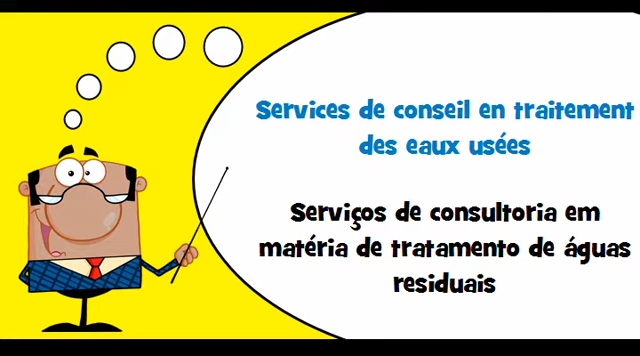 Services de conseil en traitement
des eaux usées
Serviços de consultoria em
matéria de tratamento de águas
residuais